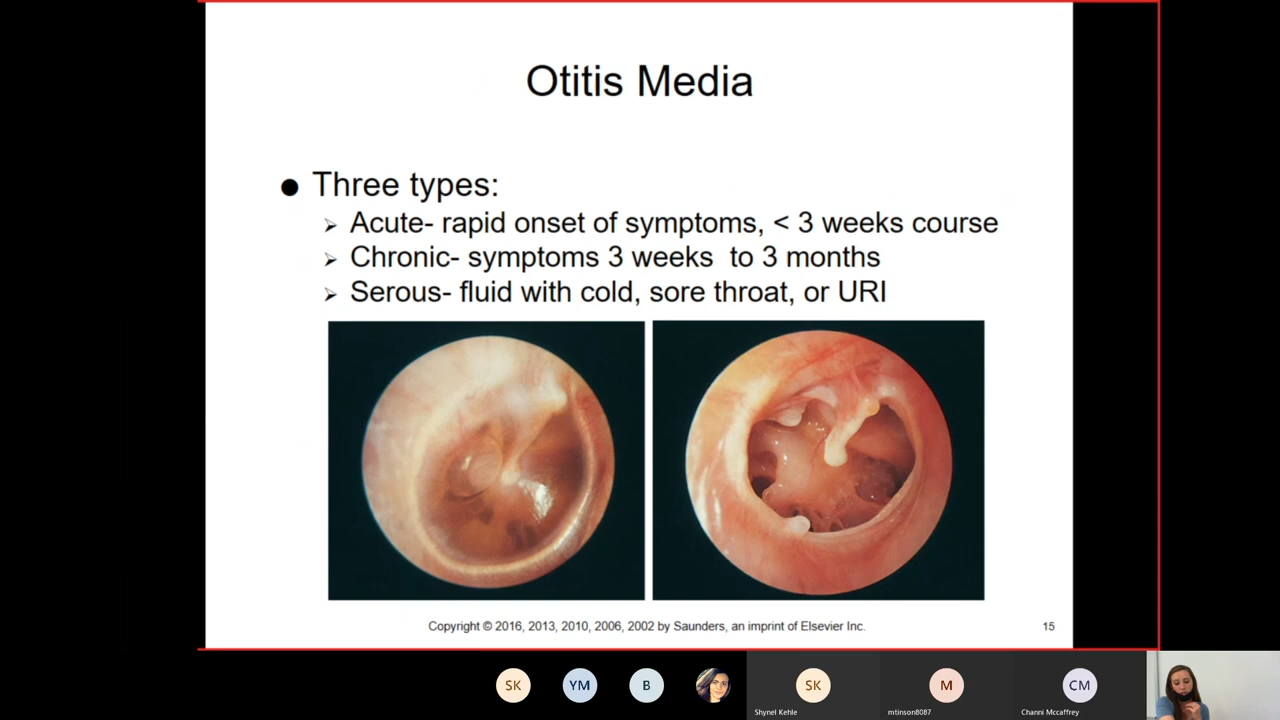 Otitis Media
● Three types:
➢ Acute- rapid onset of symptoms, < 3 weeks course
➢ Chronic- symptoms 3 weeks  to 3 months
➢ Serous- fluid with cold, sore throat, or URI
Copyright © 2016, 2013, 2010, 2006, 2002 by Saunders, an imprint of Elsevier Inc.
15
SK
YM
B
SK
M
CM
Shynel Kehle
mtinson8087
Channi Mccaffrey